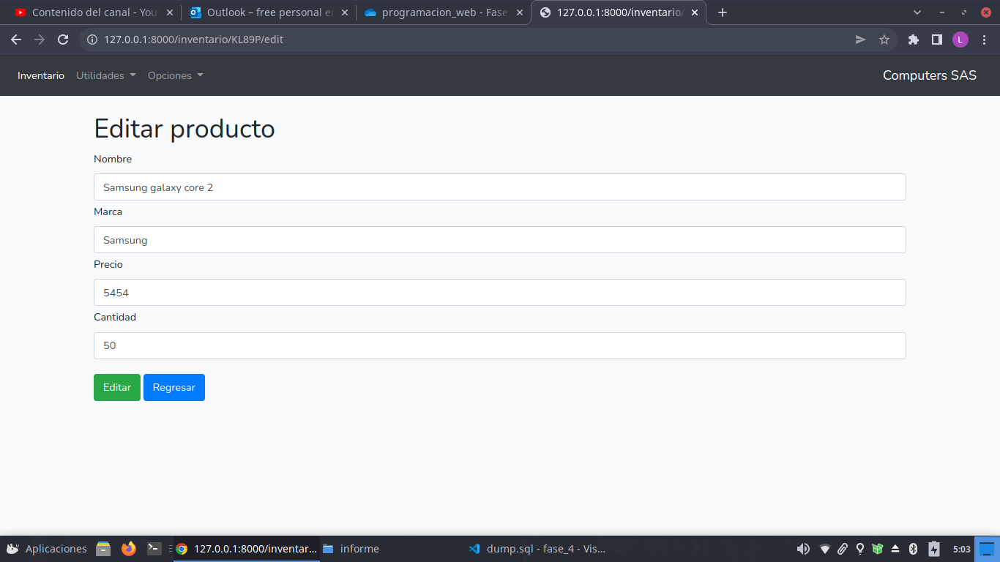 Contenido del canal - You
Outlook – free personal e
programacion_web - Fase
127.0.0.1:8000/inventario/
127.0.0.1:8000/inventario/KL89P/edit
L
Inventario Utilidades Opciones Computers SAS
Editar producto
Nombre
Samsung galaxy core 2
Marca
Samsung
Precio
5454
Cantidad
50
Editar Regresar
Aplicaciones 127.0.0.1:8000/inventar... informe dump.sql - fase_4 - Vis... 5:03